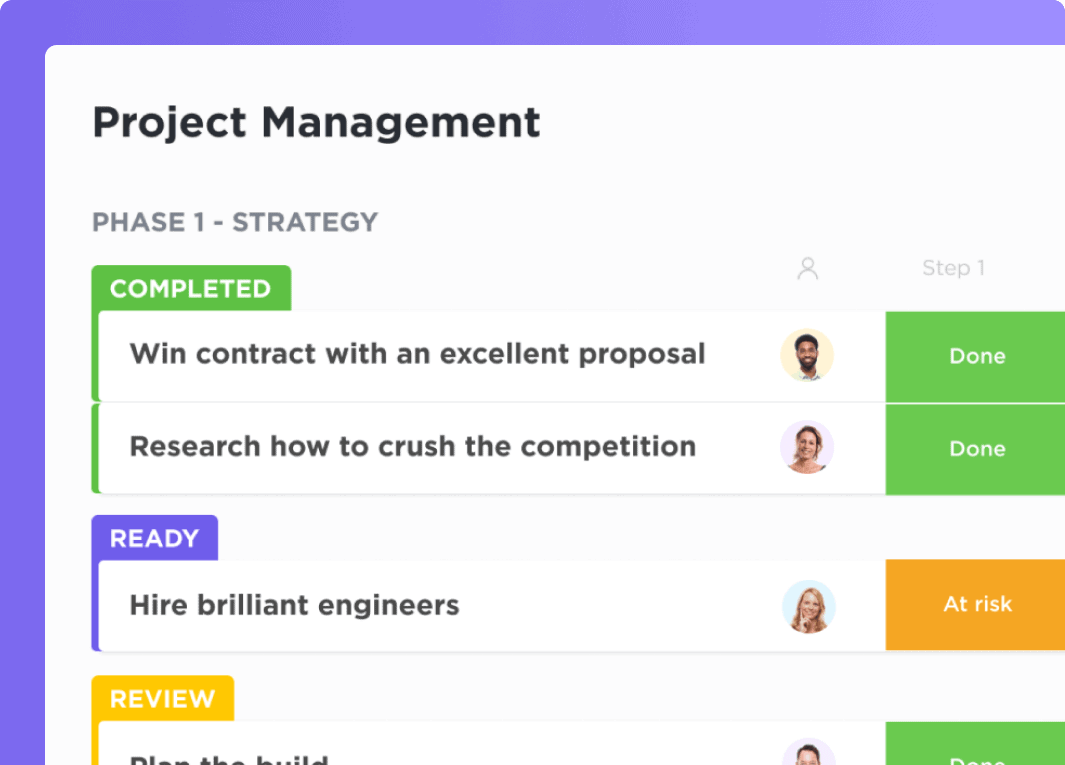 Project Management
PHASE 1 - STRATEGY
Step 1
COMPLETED
Win contract with an excellent proposal
Done
Research how to crush the competition
Done
READY
Hire brilliant engineers
At risk
REVIEW
Plan the build
Done